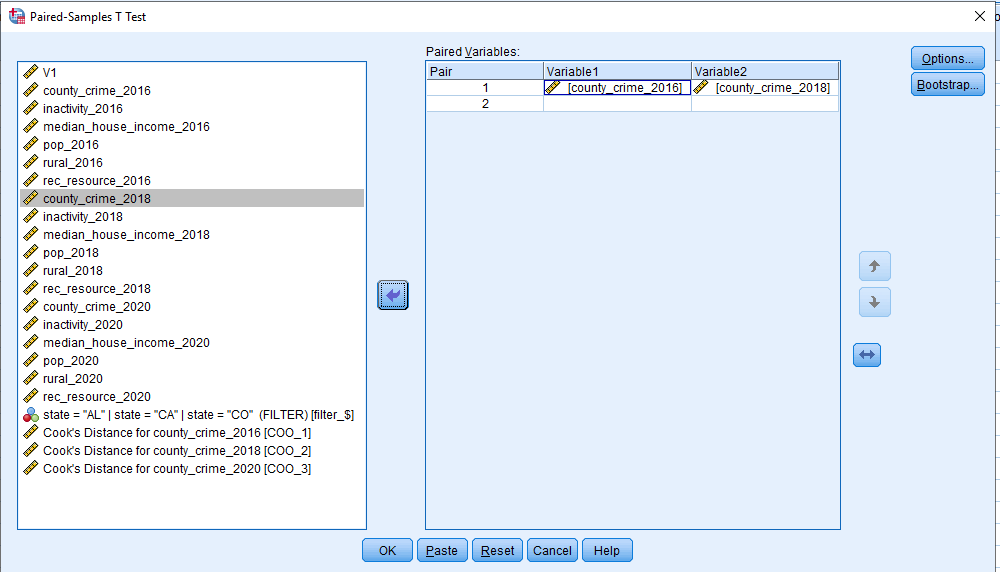 Paired-Samples T Test
Paired Variables:
V1
county_crime_2016
inactivity_2016
median_house_income_2016
pop_2016
rural_2016
rec_resource_2016
county_crime_2018
inactivity_2018
median_house_income_2018
pop_2018
rural_2018
rec_resource_2018
county_crime_2020
inactivity_2020
median_house_income_2020
pop_2020
rural_2020
rec_resource_2020
state = "AL" | state = "CA" | state = "CO" (FILTER) [filter_$]
Cook's Distance for county_crime_2016 [COO_1]
Cook's Distance for county_crime_2018 [COO_2]
Cook's Distance for county_crime_2020 [COO_3]
Pair Variable1 Variable2
1 [county_crime_2016] [county_crime_2018]
2
Options...
Bootstrap...
OK Paste Reset Cancel Help